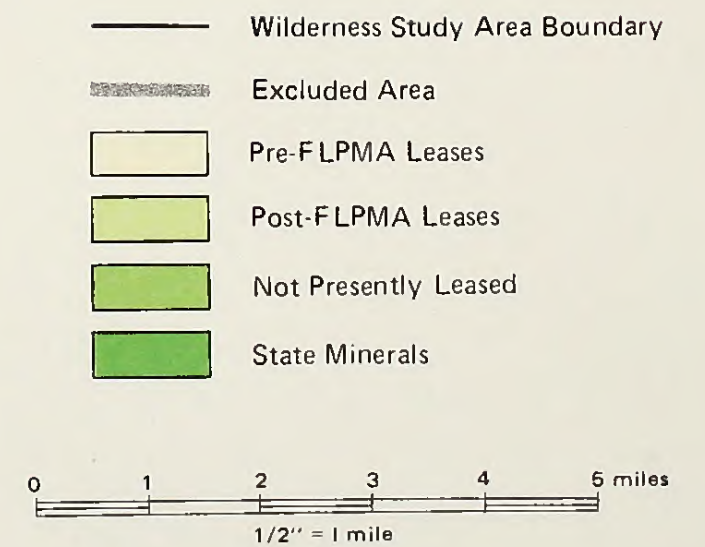 Wilderness Study Area Boundary
Excluded Area
Pre-FLPMA Leases
Post-FLPMA Leases
Not Presently Leased
State Minerals
0 1 2 3 4 5 miles
1/2" = 1 mile